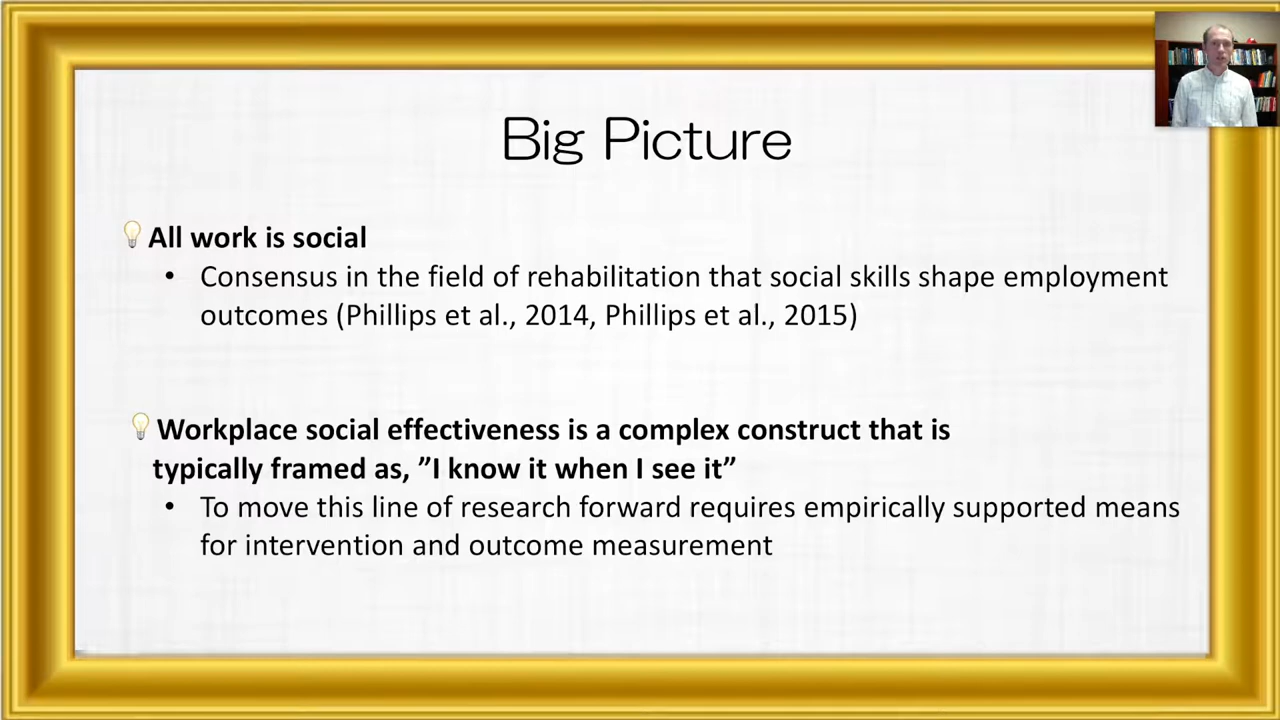 Big Picture
All work is social
• Consensus in the field of rehabilitation that social skills shape employment
outcomes (Phillips et al., 2014, Phillips et al., 2015)
Workplace social effectiveness is a complex construct that is
typically framed as, ”I know it when I see it”
• To move this line of research forward requires empirically supported means
for intervention and outcome measurement